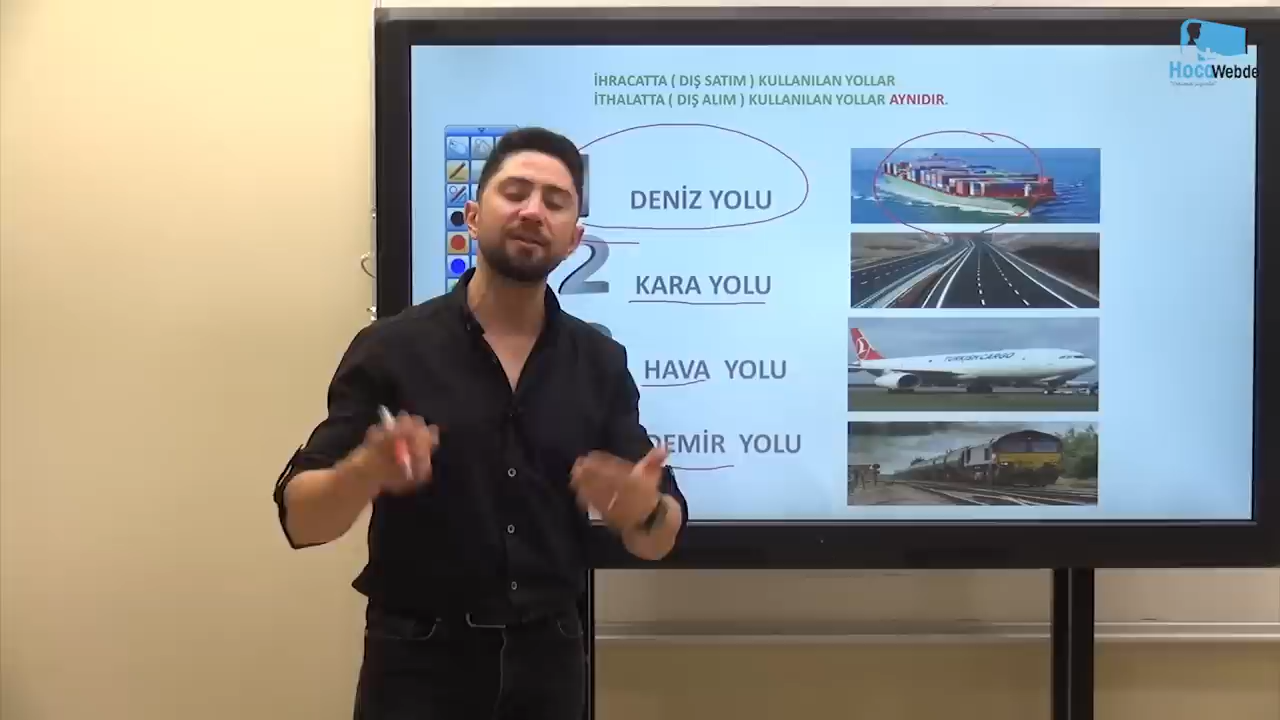 İHRACATTA ( DIŞ SATIM ) KULLANILAN YOLLAR
İTHALATTA ( DIŞ ALIM ) KULLANILAN YOLLAR AYNIDIR.
DENİZ YOLU
2
KARA YOLU
HAVA YOLU
DEMİR YOLU
TURKISH CARGO
HocaWebde